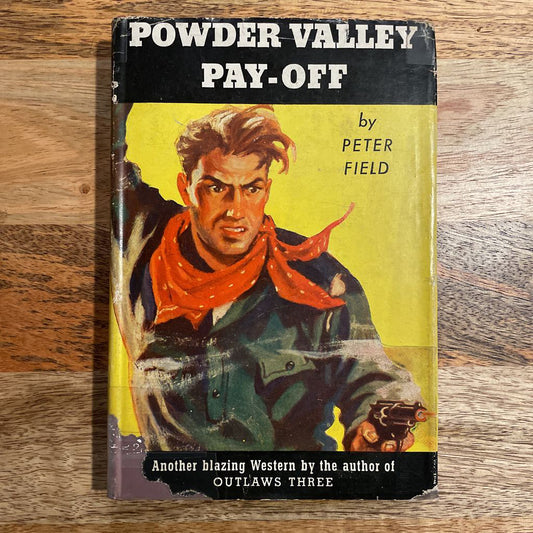 POWDER VALLEY
PAY-OFF
by
PETER
FIELD
Another blazing Western by the author of
OUTLAWS THREE